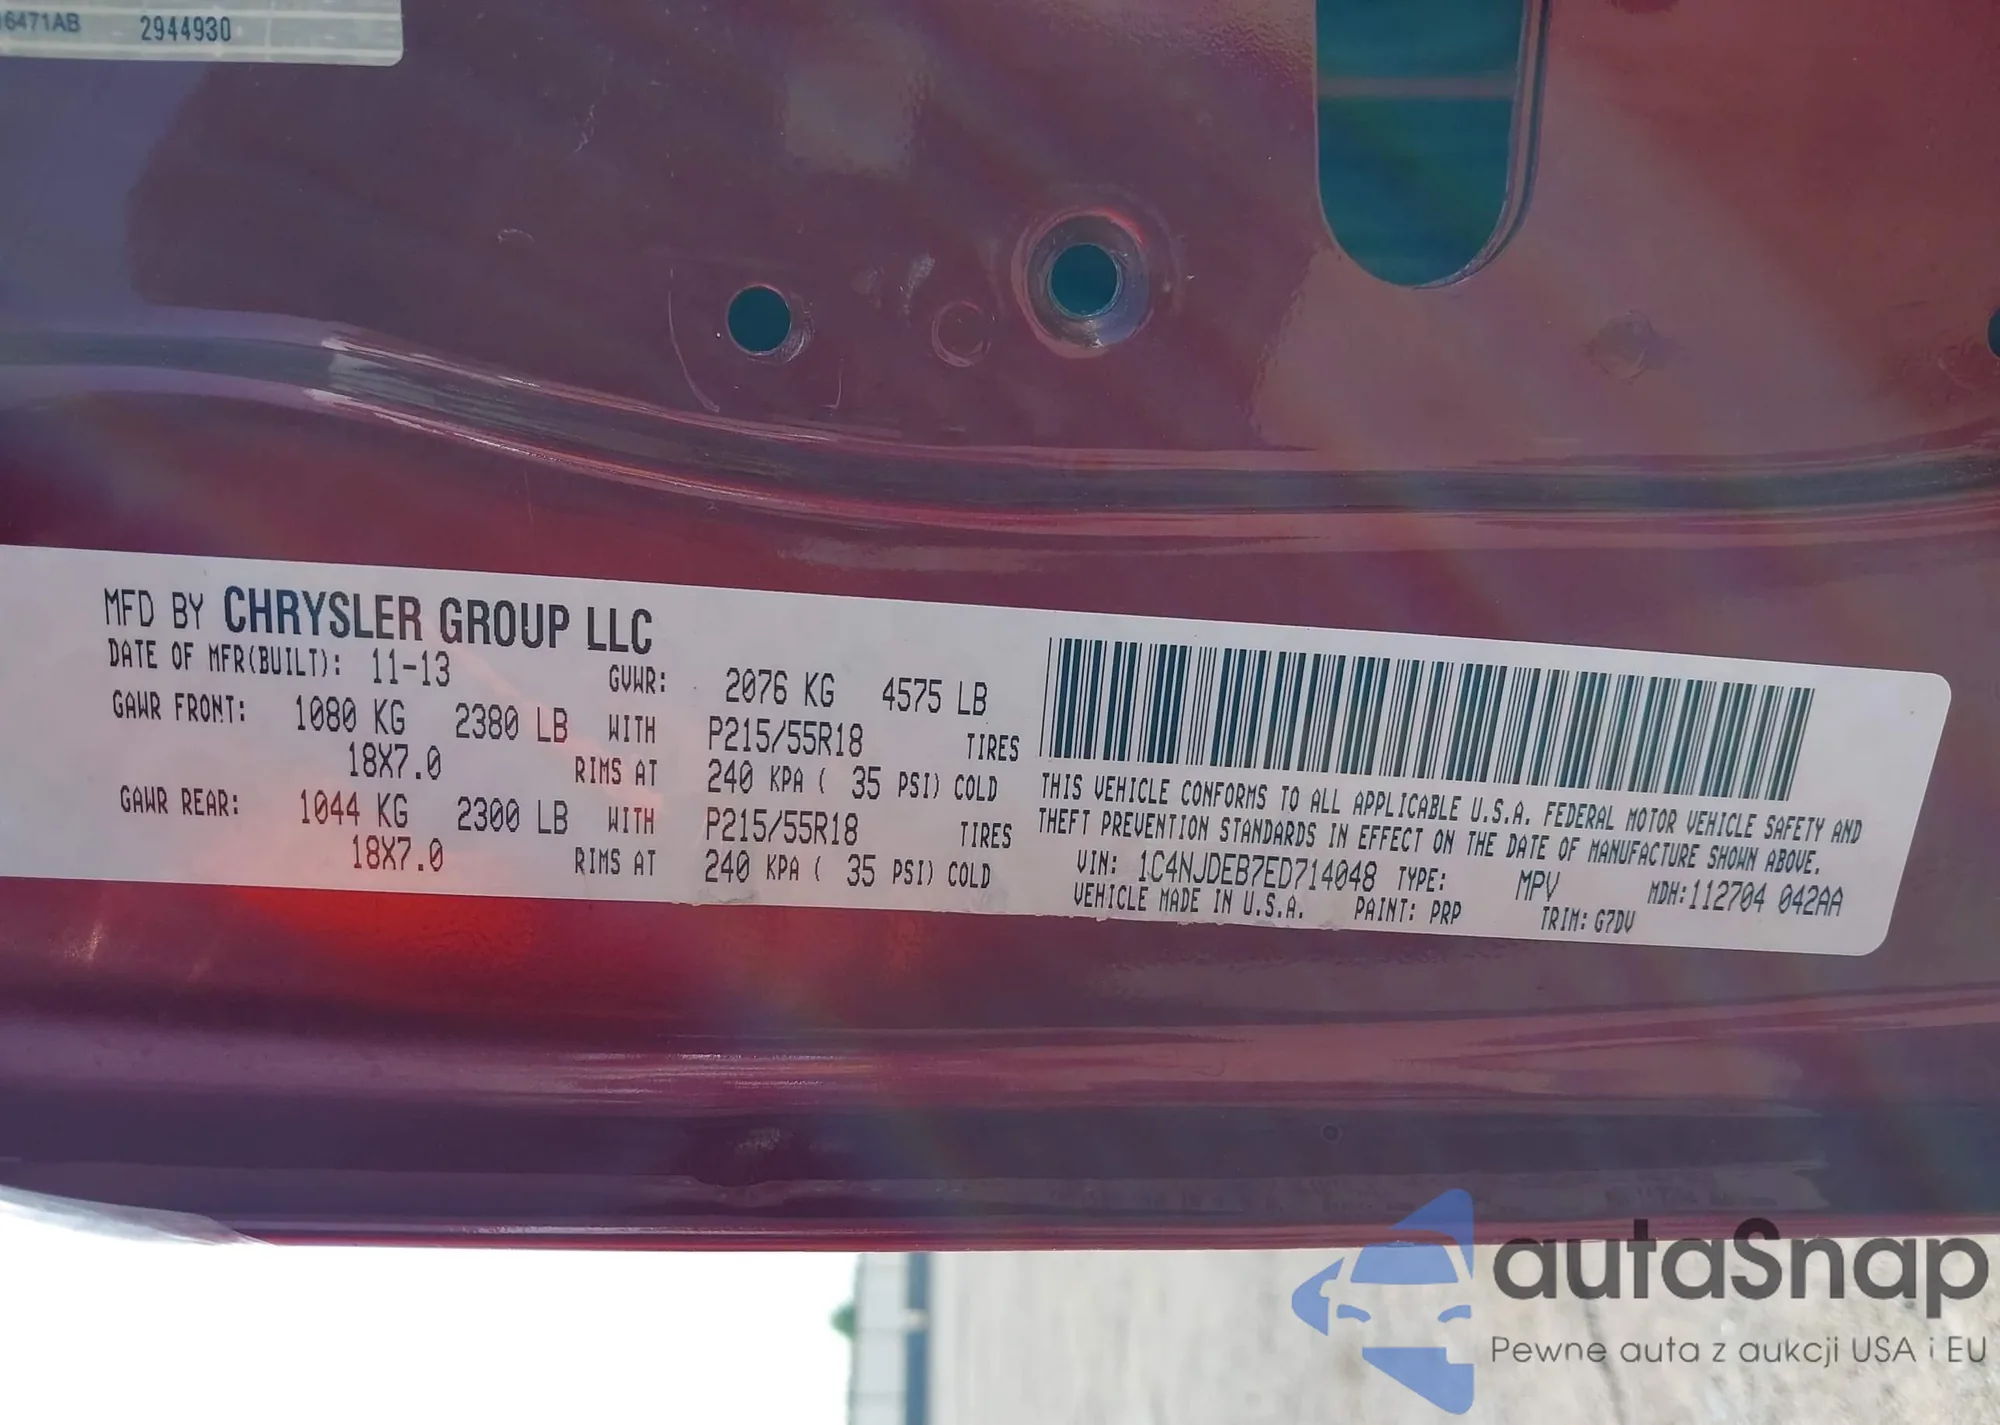 16471AB 2944930
MFD BY CHRYSLER GROUP LLC
DATE OF MFR(BUILT): 11-13 GVWR: 2076 KG 4575 LB
GAWR FRONT: 1080 KG 2380 LB WITH P215/55R18 TIRES
18X7.0 RIMS AT 240 KPA ( 35 PSI) COLD
GAWR REAR: 1044 KG 2300 LB WITH P215/55R18 TIRES
18X7.0 RIMS AT 240 KPA ( 35 PSI) COLD
THIS VEHICLE CONFORMS TO ALL APPLICABLE U.S.A. FEDERAL MOTOR VEHICLE SAFETY AND
THEFT PREVENTION STANDARDS IN EFFECT ON THE DATE OF MANUFACTURE SHOWN ABOVE.
VIN: 1C4NJDEB7ED714048 TYPE: MPV MDH:112704 042AA
VEHICLE MADE IN U.S.A. PAINT: PRP TRIM: G7DV
autaSnap
Pewne auta z aukcji USA i EU